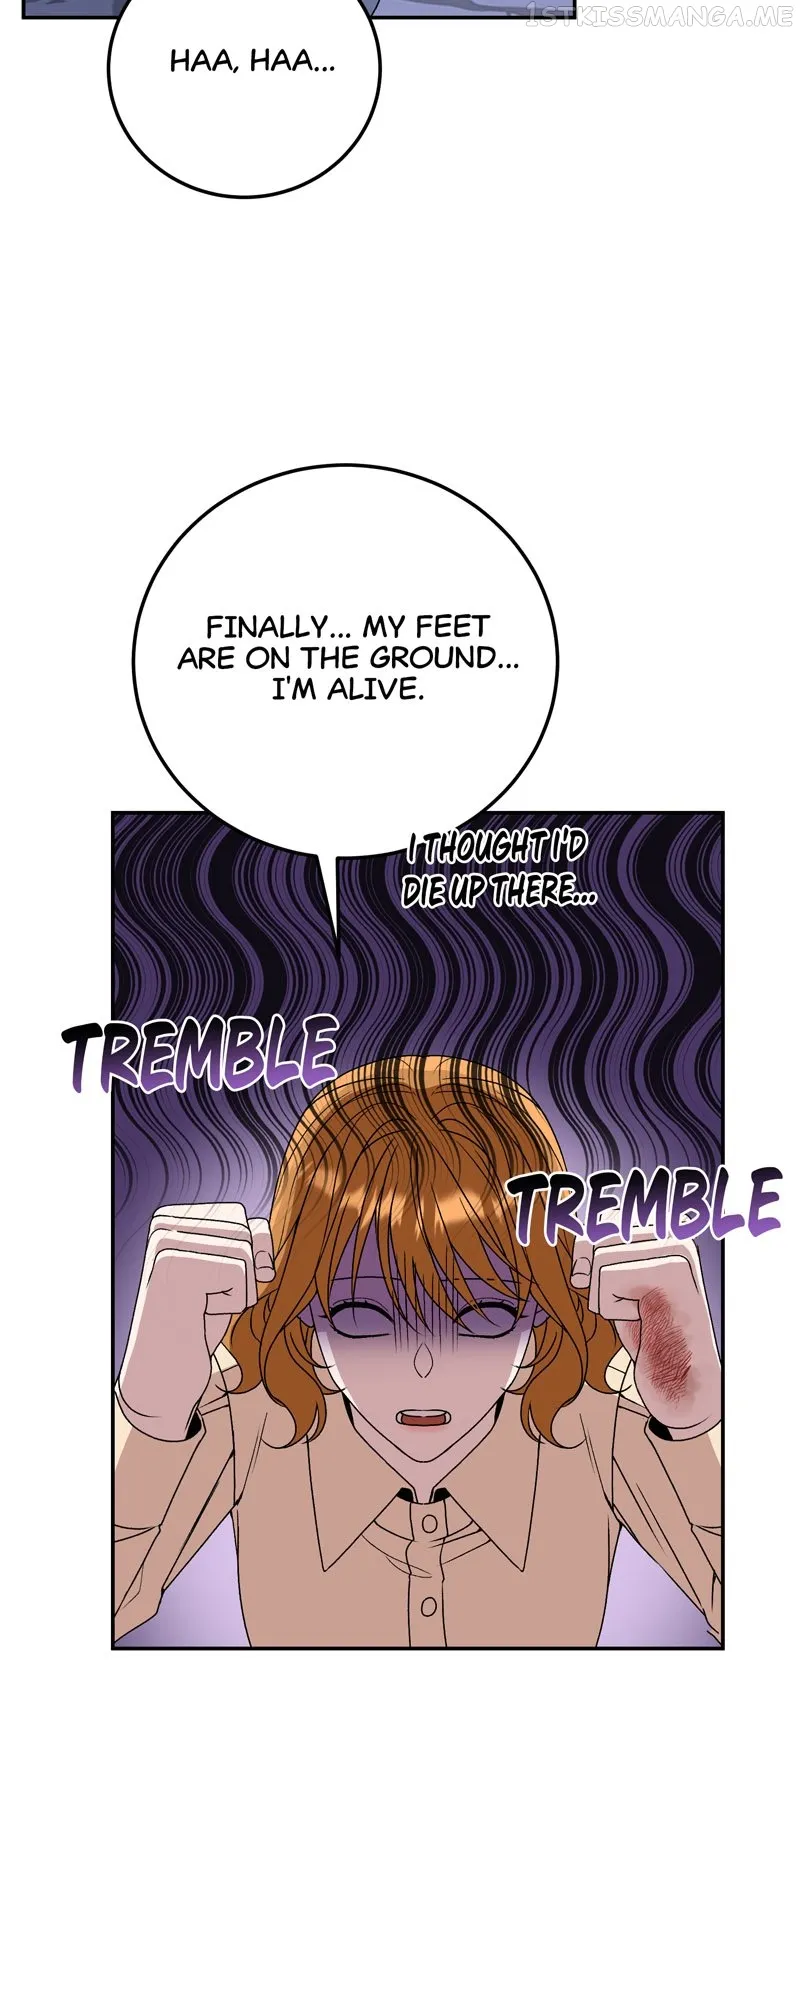 1STKISSMANGA.ME
HAA, HAA...
FINALLY... MY FEET
ARE ON THE GROUND...
I'M ALIVE.
I THOUGHT I'D
DIE UP THERE...
TREMBLE
TREMBLE